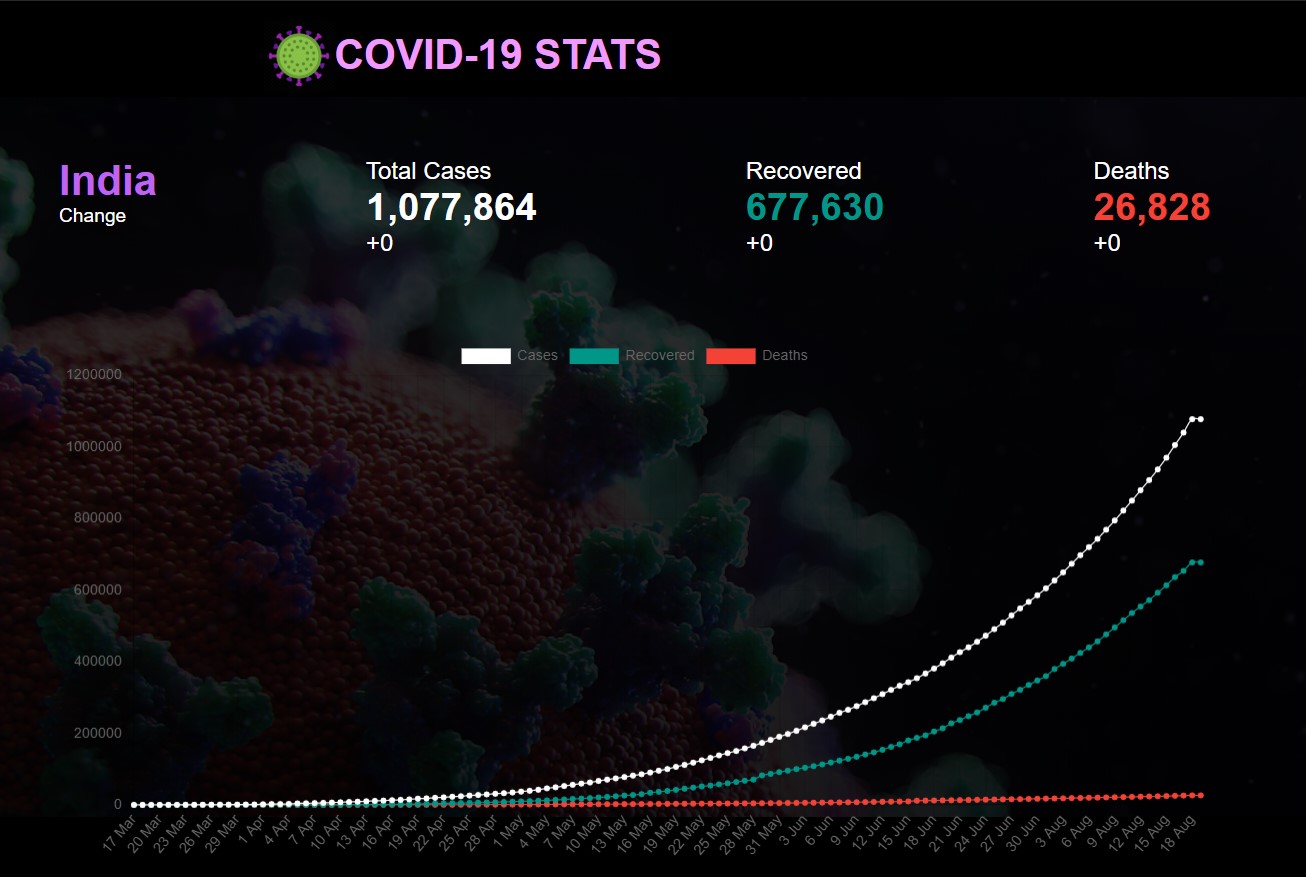 COVID-19 STATS
India
Change
Total Cases
1,077,864
+0
Recovered
677,630
+0
Deaths
26,828
+0
Cases Recovered Deaths
1200000
1000000
800000
600000
400000
200000
0
17 Mar 20 Mar 23 Mar 26 Mar 29 Mar 1 Apr 4 Apr 7 Apr 10 Apr 13 Apr 16 Apr 19 Apr 22 Apr 25 Apr 28 Apr 1 May 4 May 7 May 10 May 13 May 16 May 19 May 22 May 25 May 28 May 31 May 3 Jun 6 Jun 9 Jun 12 Jun 15 Jun 18 Jun 21 Jun 24 Jun 27 Jun 30 Jun 3 Aug 6 Aug 9 Aug 12 Aug 15 Aug 18 Aug